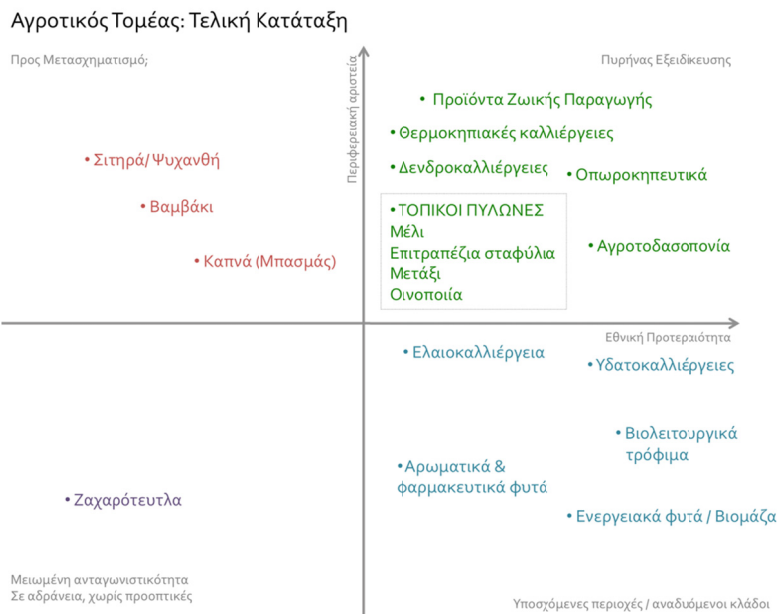 Αγροτικός Τομέας: Τελική Κατάταξη
Προς Μετασχηματισμό;
Πυρήνας Εξειδίκευσης
Περιφερειακή αριστεία
• Προϊόντα Ζωικής Παραγωγής
• Θερμοκηπιακές καλλιέργειες
• Σιτηρά/ Ψυχανθή
• Δενδροκαλλιέργειες
• Οπωροκηπευτικά
• Βαμβάκι
• ΤΟΠΙΚΟΙ ΠΥΛΩΝΕΣ
Μέλι
Επιτραπέζια σταφύλια
Μετάξι
Οινοποιία
• Αγροτοδασοπονία
• Καπνά (Μπασμάς)
Εθνική Προτεραιότητα
• Ελαιοκαλλιέργεια
• Υδατοκαλλιέργειες
• Βιολειτουργικά
τρόφιμα
• Αρωματικά &
φαρμακευτικά φυτά
• Ζαχαρότευτλα
• Ενεργειακά φυτά / Βιομάζα
Μειωμένη ανταγωνιστικότητα
Σε αδράνεια, χωρίς προοπτικές
Υποσχόμενες περιοχές / αναδυόμενοι κλάδοι